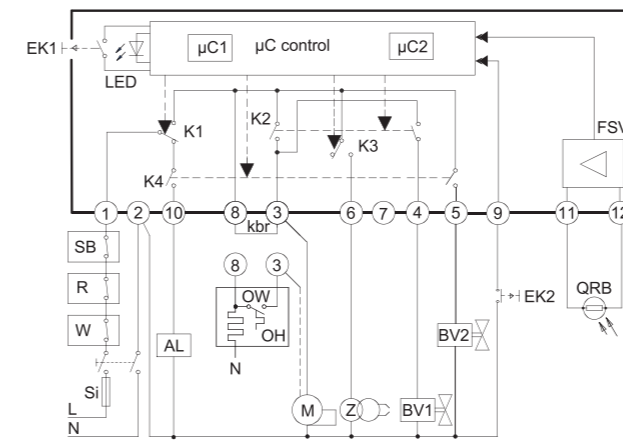 EK1
LED
µC1
µC control
µC2
FSV
K1
K2
K3
K4
1
2
10
8
3
6
7
4
5
9
11
12
kbr
SB
R
W
Si
L
N
AL
8
3
OW
OH
N
M
Z
BV1
BV2
EK2
QRB